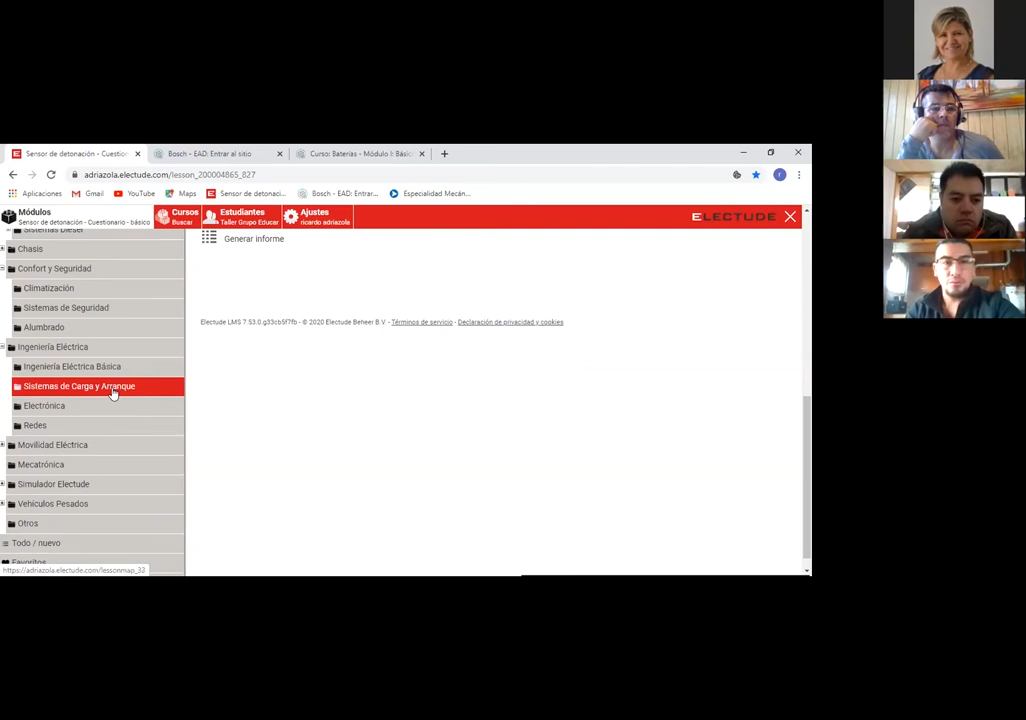 Sensor de detonación - Cuestion
Bosch - EAD: Entrar al sitio
Curso: Baterías - Módulo I: Básic
adriazola.electude.com/lesson_200004865_827
Aplicaciones
Gmail
YouTube
Maps
Sensor de detonaci...
Bosch - EAD: Entrar...
Especialidad Mecán...
Módulos
Sensor de detonación - Cuestionario - básico
Cursos
Buscar
Estudiantes
Taller Grupo Educar
Ajustes
ricardo adriazola
ELECTUDE
Sistemas Diesel
Chasis
Confort y Seguridad
Climatización
Sistemas de Seguridad
Alumbrado
Ingeniería Eléctrica
Ingeniería Eléctrica Básica
Sistemas de Carga y Arranque
Electrónica
Redes
Movilidad Eléctrica
Mecatrónica
Simulador Electude
Vehículos Pesados
Otros
Todo / nuevo
Favoritos
https://adriazola.electude.com/lessonmap_32
Generar informe
Electude LMS 7.53.0.g33cb5f7fb - © 2020 Electude Beheer B.V. - Términos de servicio - Declaración de privacidad y cookies